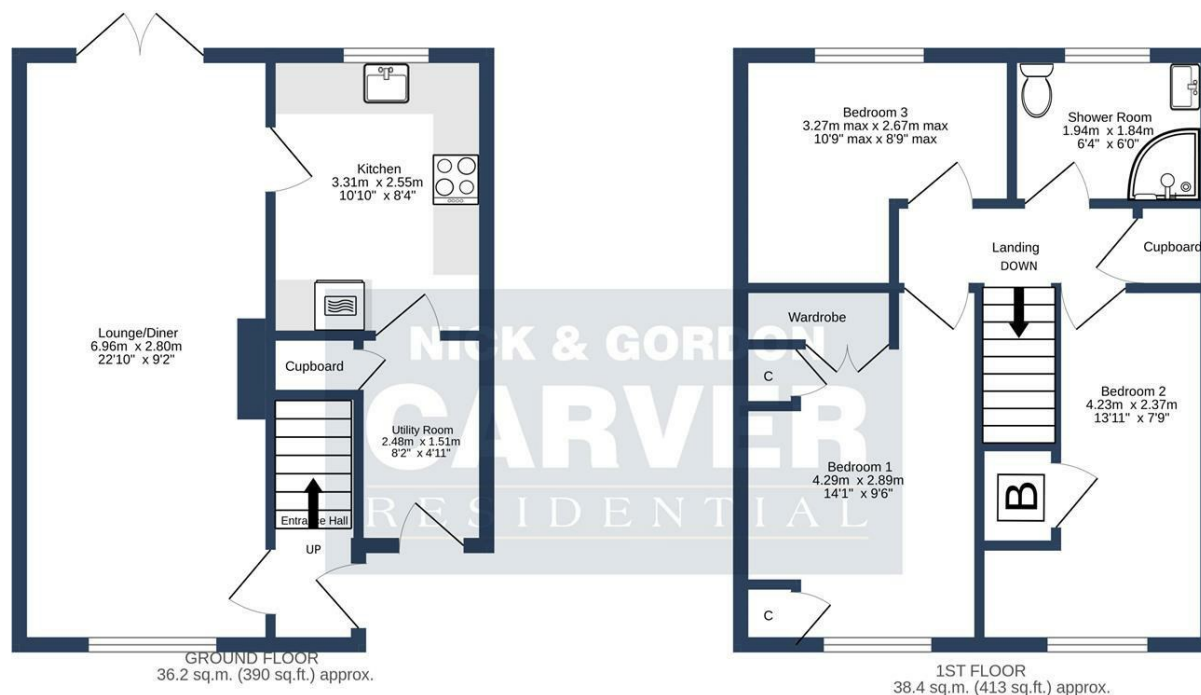 Kitchen
3.31m x 2.55m
10'10" x 8'4"
Lounge/Diner
6.96m x 2.80m
22'10" x 9'2"
Cupboard
Utility Room
2.48m x 1.51m
8'2" x 4'11"
Entrance Hall
UP
GROUND FLOOR
36.2 sq.m. (390 sq.ft.) approx.
NICK & GORDON
CARVER
RESIDENTIAL
Bedroom 3
3.27m max x 2.67m max
10'9" max x 8'9" max
Shower Room
1.94m x 1.84m
6'4" x 6'0"
Landing
DOWN
Cupboard
Wardrobe
C
Bedroom 2
4.23m x 2.37m
13'11" x 7'9"
Bedroom 1
4.29m x 2.89m
14'1" x 9'6"
B
C
1ST FLOOR
38.4 sq.m. (413 sq.ft.) approx.